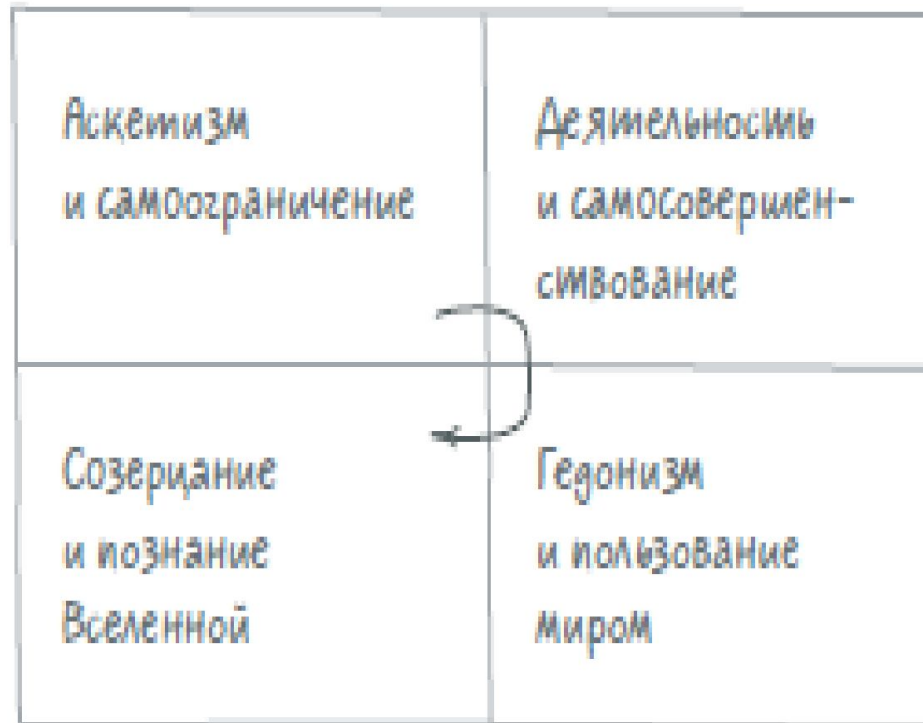 Аскетизм
и самоограничение
Деятельность
и самосовершен-
ствование
Созерцание
и познание
Вселенной
Гедонизм
и пользование
миром